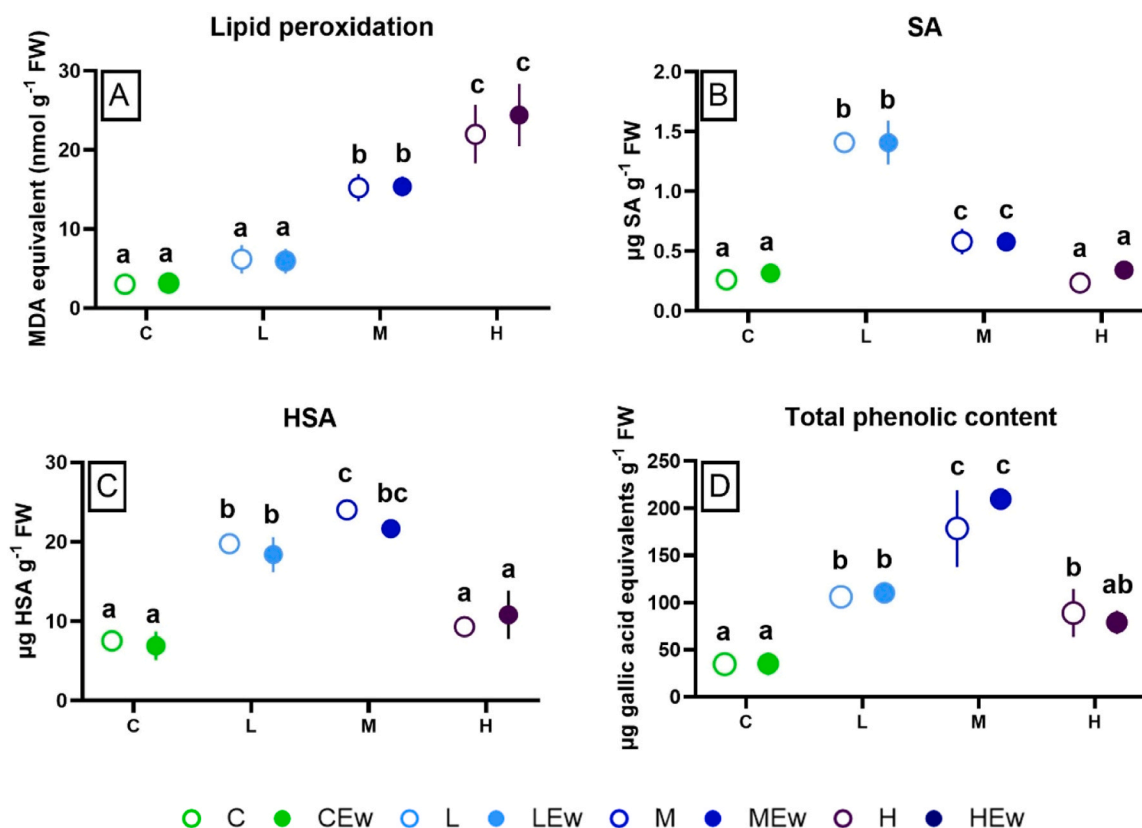 Lipid peroxidation
MDA equivalent (nmol g⁻¹ FW)
A
30
20
10
0
a a a a b b c c
C L M H
SA
µg SA g⁻¹ FW
B
2.0
1.5
1.0
0.5
0.0
a a b b c c a a
C L M H
HSA
µg HSA g⁻¹ FW
C
30
20
10
0
a a b b c bc a a
C L M H
Total phenolic content
µg gallic acid equivalents g⁻¹ FW
D
250
200
150
100
50
0
a a b b c c b ab
C L M H
C CEw L LEw M MEw H HEw